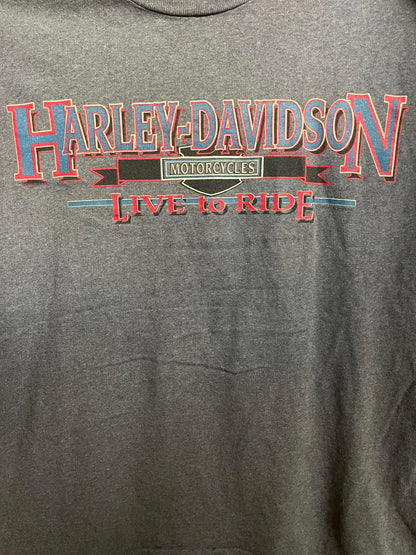 HARLEY-DAVIDSON
MOTORCYCLES
LIVE to RIDE